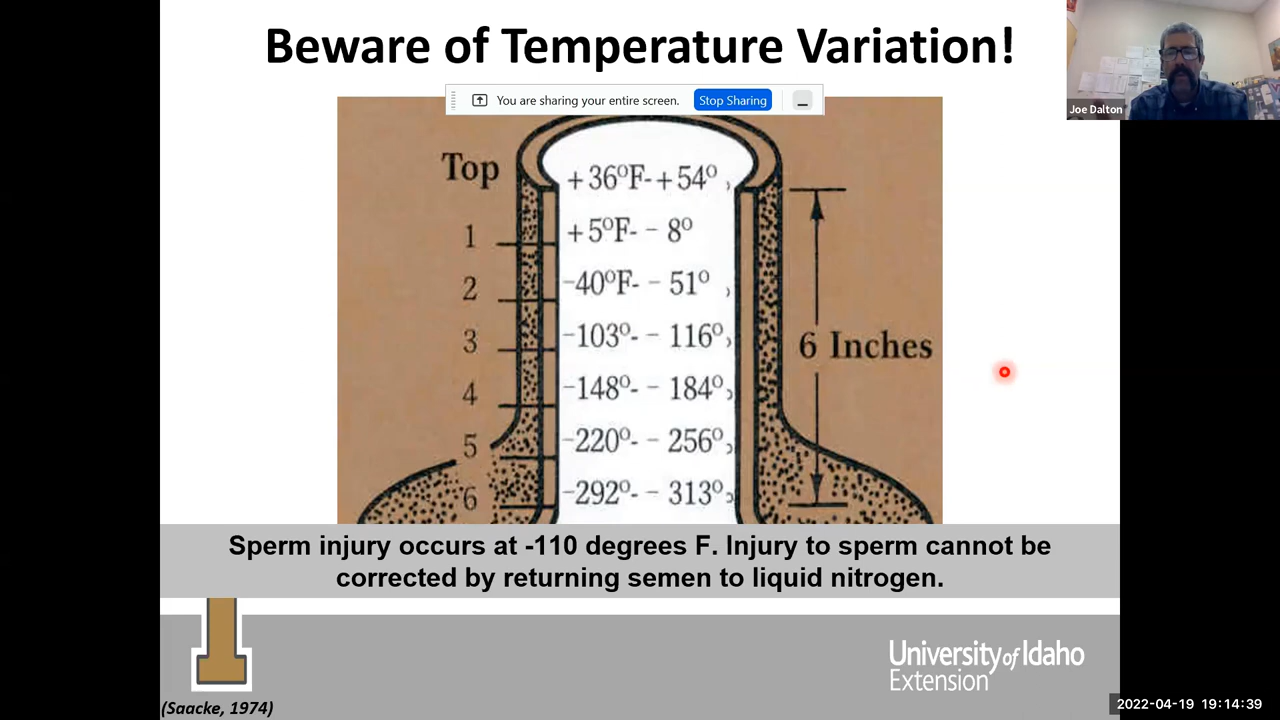 Beware of Temperature Variation!
You are sharing your entire screen.
Stop Sharing
Joe Dalton
Top
+36ºF-+54º,
1
+5ºF- – 8º
2
–40ºF- – 51º ,
3
–103º- – 116º,
4
–148º- – 184º,
5
–220º- – 256º,
6
–292º- – 313º,
6 Inches
Sperm injury occurs at -110 degrees F. Injury to sperm cannot be
corrected by returning semen to liquid nitrogen.
University of Idaho
Extension
(Saacke, 1974)
2022-04-19 19:14:39